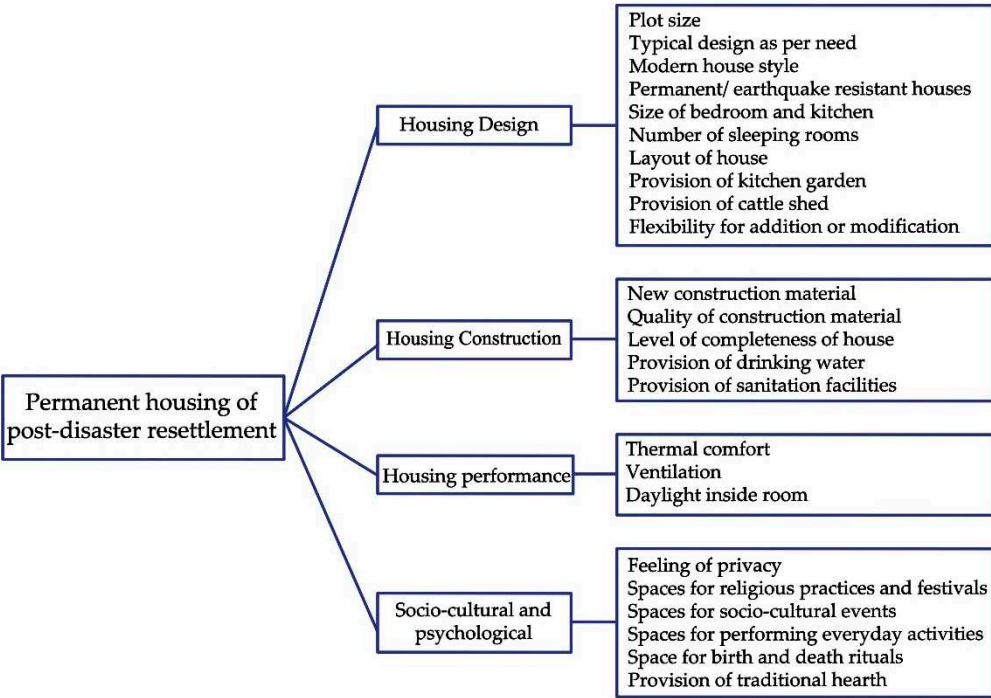 Permanent housing of
post-disaster resettlement
Housing Design
Plot size
Typical design as per need
Modern house style
Permanent/ earthquake resistant houses
Size of bedroom and kitchen
Number of sleeping rooms
Layout of house
Provision of kitchen garden
Provision of cattle shed
Flexibility for addition or modification
Housing Construction
New construction material
Quality of construction material
Level of completeness of house
Provision of drinking water
Provision of sanitation facilities
Housing performance
Thermal comfort
Ventilation
Daylight inside room
Socio-cultural and
psychological
Feeling of privacy
Spaces for religious practices and festivals
Spaces for socio-cultural events
Spaces for performing everyday activities
Space for birth and death rituals
Provision of traditional hearth